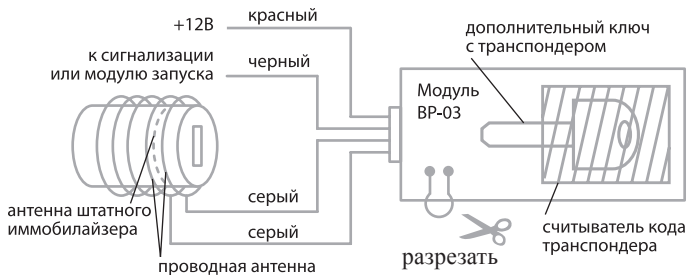 +12В
красный
к сигнализации
или модулю запуска
черный
дополнительный ключ
с транспондером
Модуль
BP-03
серый
серый
антенна штатного
иммобилайзера
проводная антенна
разрезать
считыватель кода
транспондера